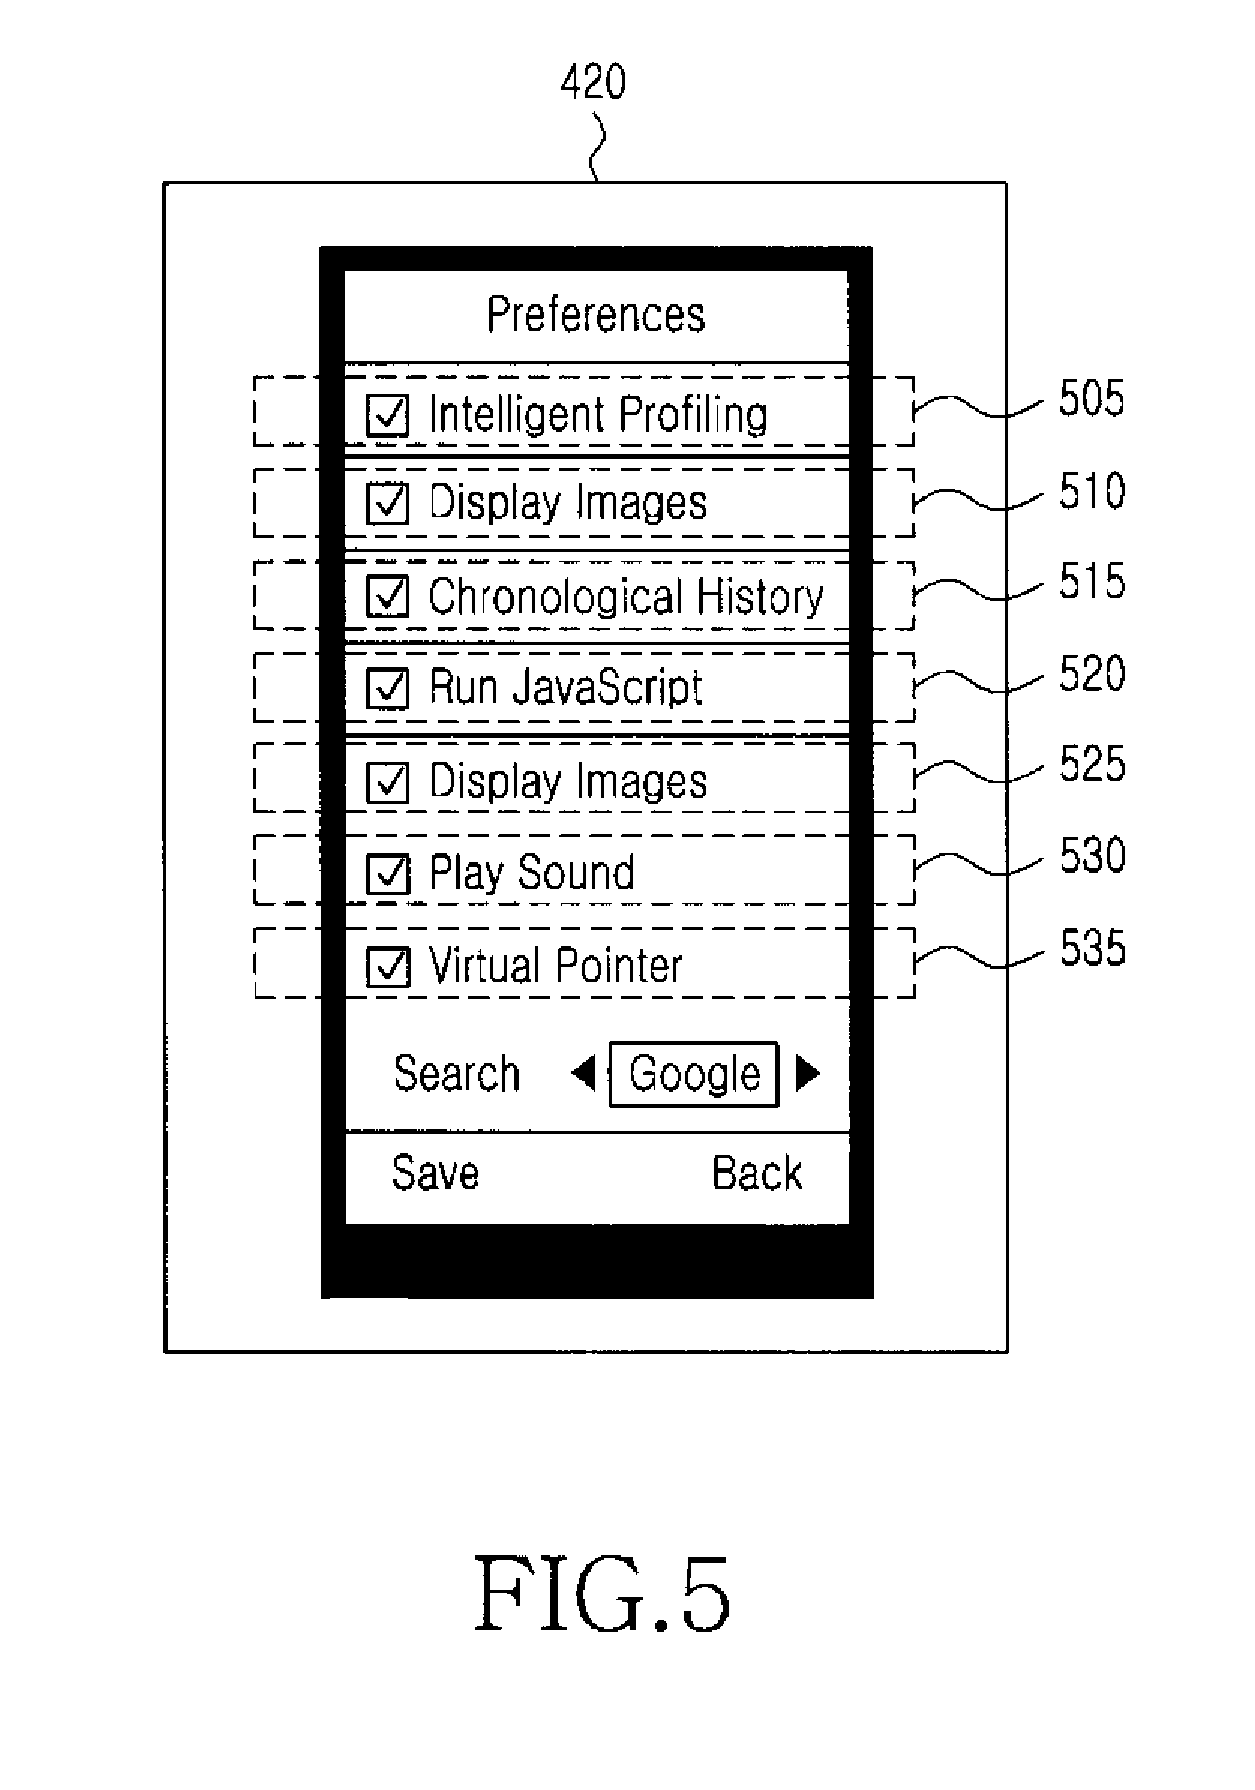 420
Preferences
Intelligent Profiling 505
Display Images 510
Chronological History 515
Run JavaScript 520
Display Images 525
Play Sound 530
Virtual Pointer 535
Search Google
Save Back
FIG.5